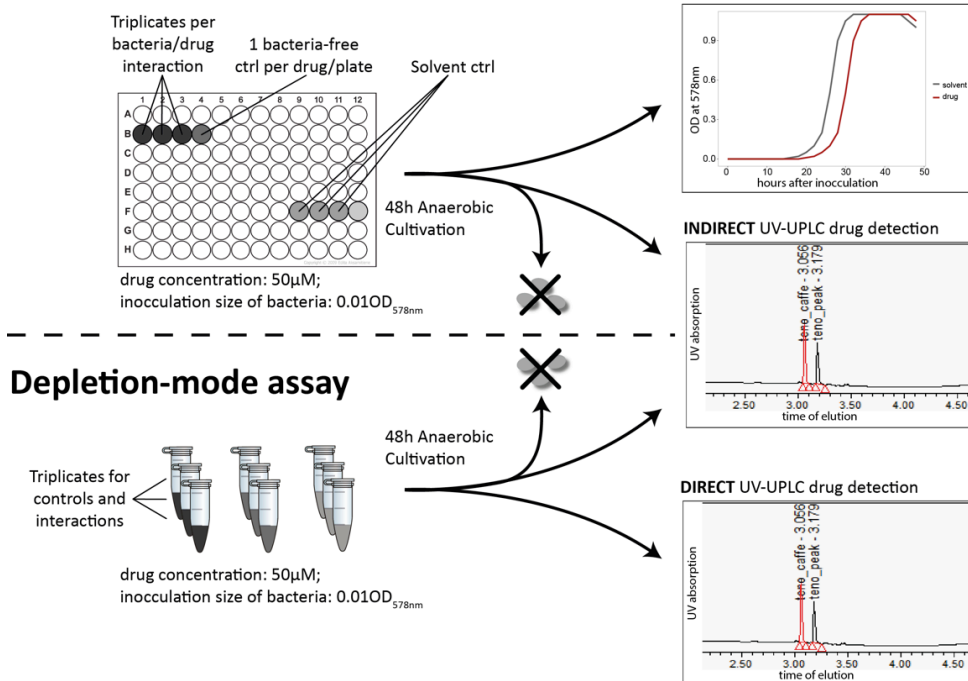 Triplicates per
bacteria/drug
interaction
1 bacteria-free
ctrl per drug/plate
Solvent ctrl
1 2 3 4 5 6 7 8 9 10 11 12
A
B
C
D
E
F
G
H
48h Anaerobic
Cultivation
drug concentration: 50μM;
inoculation size of bacteria: 0.01OD578nm
OD at 578nm
0.9
0.6
0.3
0.0
0 10 20 30 40 50
hours after inocculation
solvent
drug
INDIRECT UV-UPLC drug detection
UV absorption
teno_caffe - 3.056
teno_peak - 3.179
2.50 3.00 3.50 4.00 4.50
time of elution
Depletion-mode assay
Triplicates for
controls and
interactions
48h Anaerobic
Cultivation
drug concentration: 50μM;
inoculation size of bacteria: 0.01OD578nm
DIRECT UV-UPLC drug detection
UV absorption
teno_caffe - 3.056
teno_peak - 3.179
2.50 3.00 3.50 4.00 4.50
time of elution